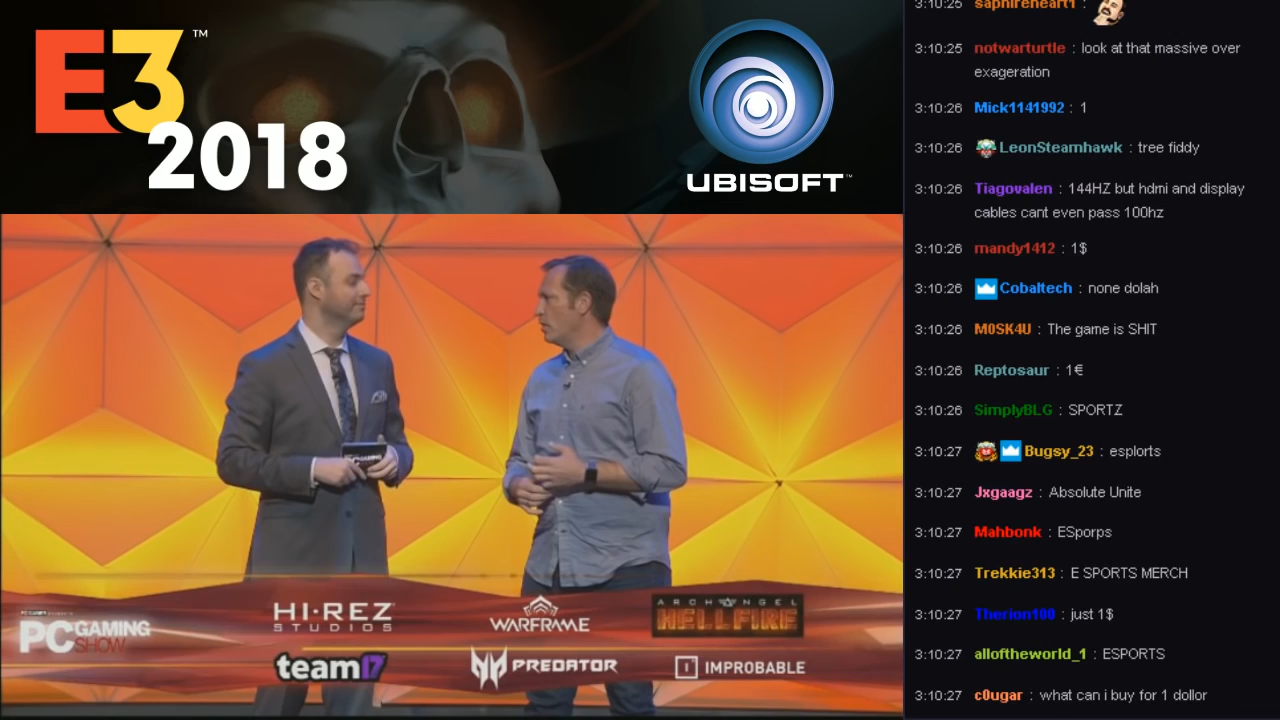 E3™
2018
UBISOFT™
PC GAMING
SHOW
HI-REZ
STUDIOS
WARFRAME
ARCHANGEL
HELLFIRE
team17
PREDATOR
IMPROBABLE
3:10:25 saphireheart1 :
3:10:25 notwarturtle : look at that massive over
exageration
3:10:26 Mick1141992 : 1
3:10:26 LeonSteamhawk : tree fiddy
3:10:26 Tiagovalen : 144HZ but hdmi and display
cables cant even pass 100hz
3:10:26 mandy1412 : 1$
3:10:26 Cobaltech : none dolah
3:10:26 M0SK4U : The game is SHIT
3:10:26 Reptosaur : 1€
3:10:26 SimplyBLG : SPORTZ
3:10:27 Bugsy_23 : esplorts
3:10:27 Jxgaagz : Absolute Unite
3:10:27 Mahbonk : ESporps
3:10:27 Trekkie313 : E SPORTS MERCH
3:10:27 Therion100 : just 1$
3:10:27 alloftheworld_1 : ESPORTS
3:10:27 c0ugar : what can i buy for 1 dollor